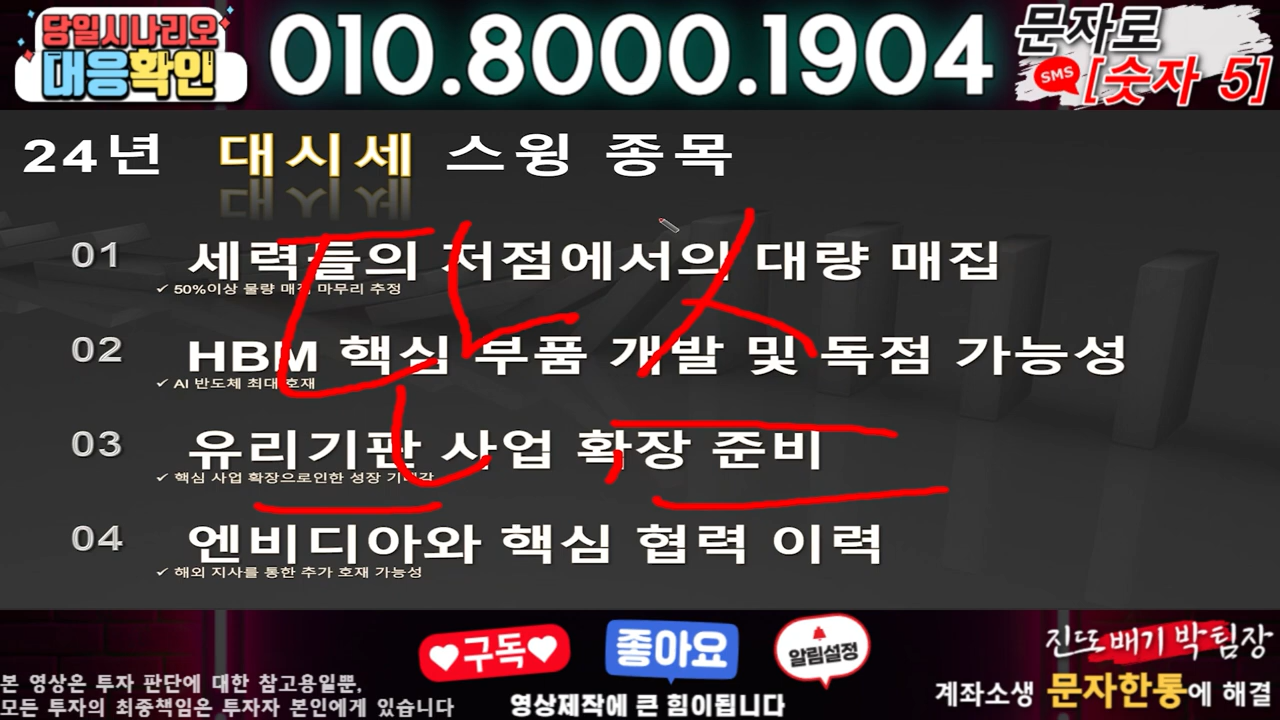 당일시나리오
대응확인
010.8000.1904
문자로
SMS [숫자 5]
24년 대시세 스윙 종목
01 세력들의 저점에서의 대량 매집
✓ 50%이상 물량 매집 마무리 추정
02 HBM 핵심 부품 개발 및 독점 가능성
✓ AI 반도체 최대 호재
03 유리기판 사업 확장 준비
✓ 핵심 사업 확장으로인한 성장 기대감
04 엔비디아와 핵심 협력 이력
✓ 해외 지사를 통한 추가 호재 가능성
단, 스
구독
좋아요
알림설정
영상제작에 큰 힘이됩니다
본 영상은 투자 판단에 대한 참고용일뿐,
모든 투자의 최종책임은 투자자 본인에게 있습니다
진또배기 박팀장
계좌소생 문자한통에 해결